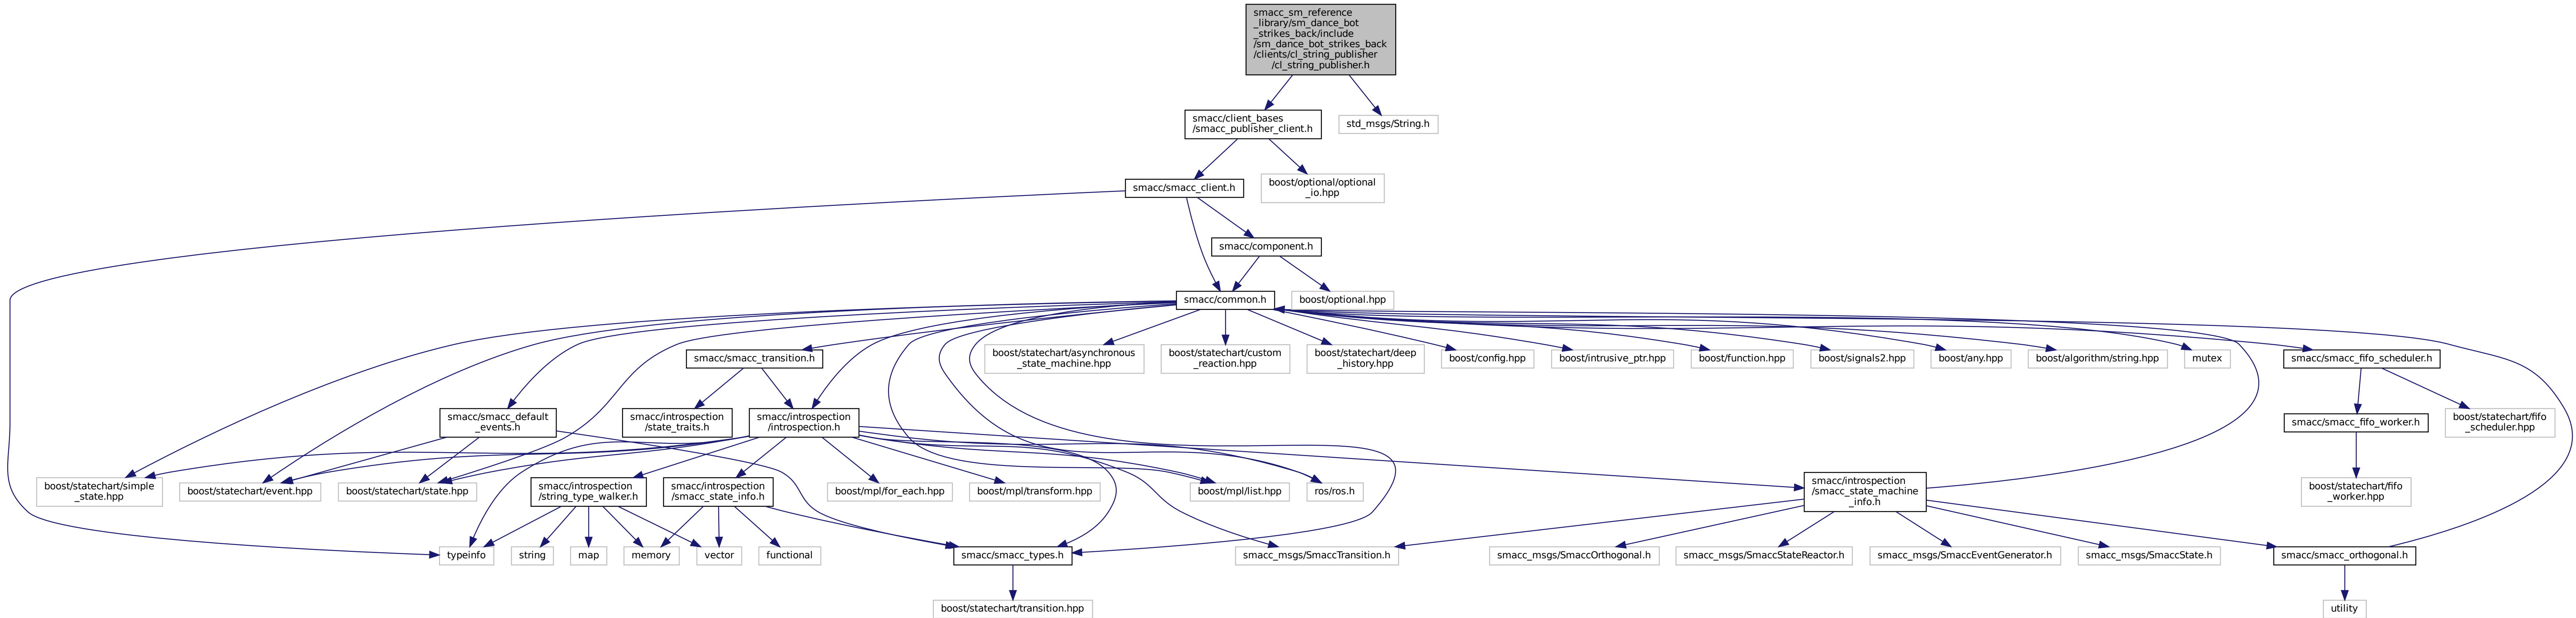 smacc_sm_reference
_library/sm_dance_bot
_strikes_back/include
/sm_dance_bot_strikes_back
/clients/cl_string_publisher
/cl_string_publisher.h
smacc/client_bases
/smacc_publisher_client.h
std_msgs/String.h
smacc/smacc_client.h
boost/optional/optional
_io.hpp
smacc/component.h
smacc/common.h
boost/optional.hpp
smacc/smacc_transition.h
boost/statechart/asynchronous
_state_machine.hpp
boost/statechart/custom
_reaction.hpp
boost/statechart/deep
_history.hpp
boost/config.hpp
boost/intrusive_ptr.hpp
boost/function.hpp
boost/signals2.hpp
boost/any.hpp
boost/algorithm/string.hpp
mutex
smacc/smacc_fifo_scheduler.h
smacc/smacc_default
_events.h
smacc/introspection
/state_traits.h
smacc/introspection
/introspection.h
smacc/smacc_fifo_worker.h
boost/statechart/fifo
_scheduler.hpp
boost/statechart/simple
_state.hpp
boost/statechart/event.hpp
boost/statechart/state.hpp
smacc/introspection
/string_type_walker.h
smacc/introspection
/smacc_state_info.h
boost/mpl/for_each.hpp
boost/mpl/transform.hpp
boost/mpl/list.hpp
ros/ros.h
smacc/introspection
/smacc_state_machine
_info.h
boost/statechart/fifo
_worker.hpp
typeinfo
string
map
memory
vector
functional
smacc/smacc_types.h
smacc_msgs/SmaccTransition.h
smacc_msgs/SmaccOrthogonal.h
smacc_msgs/SmaccStateReactor.h
smacc_msgs/SmaccEventGenerator.h
smacc_msgs/SmaccState.h
smacc/smacc_orthogonal.h
boost/statechart/transition.hpp
utility